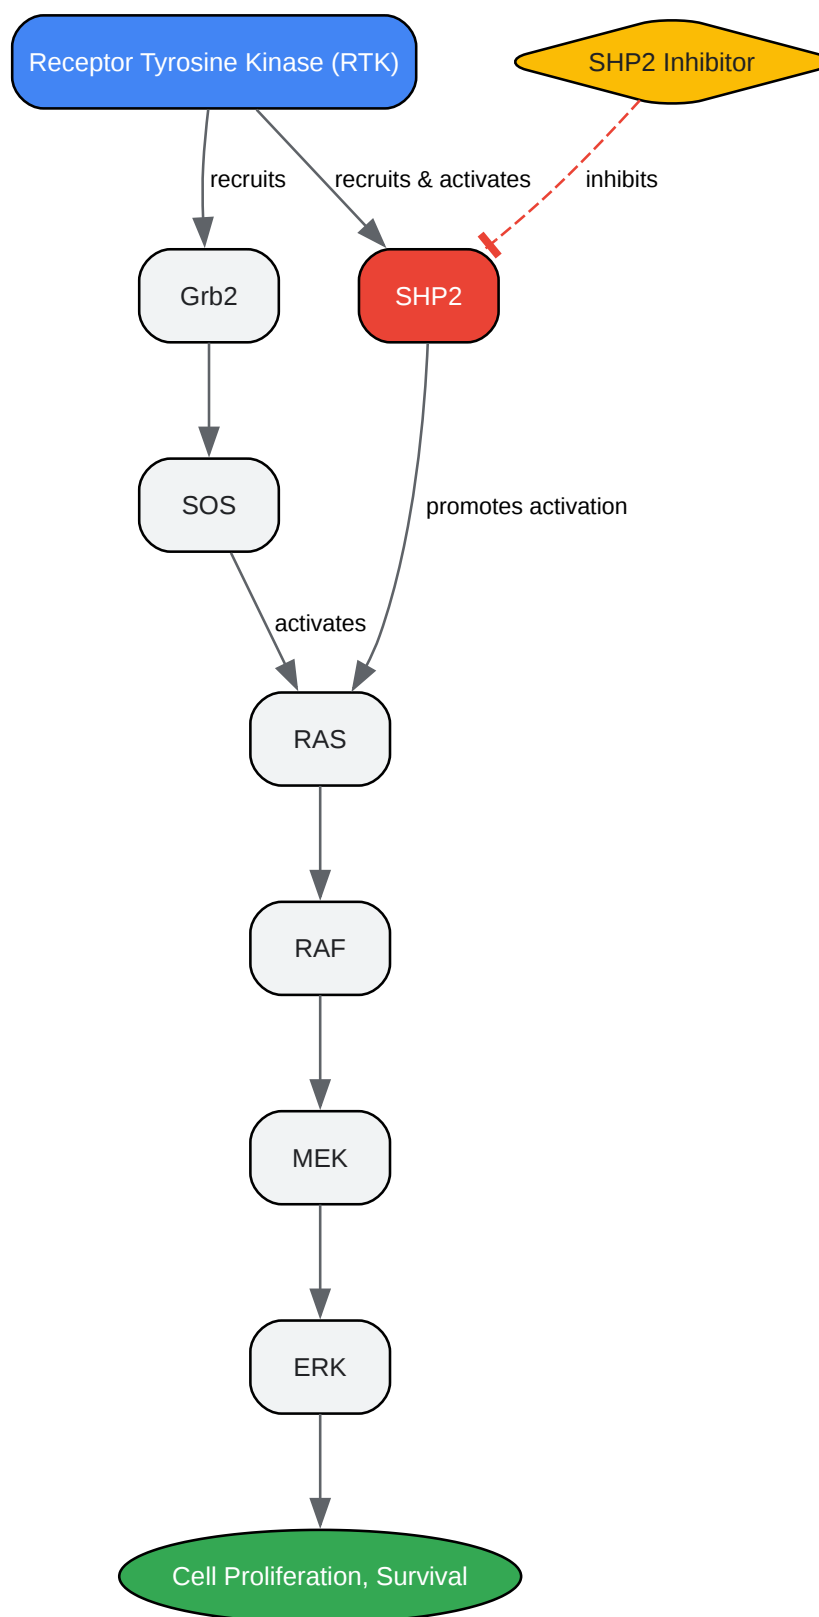 Receptor Tyrosine Kinase (RTK)
SHP2 Inhibitor
recruits
recruits & activates
inhibits
Grb2
SHP2
SOS
promotes activation
activates
RAS
RAF
MEK
ERK
Cell Proliferation, Survival